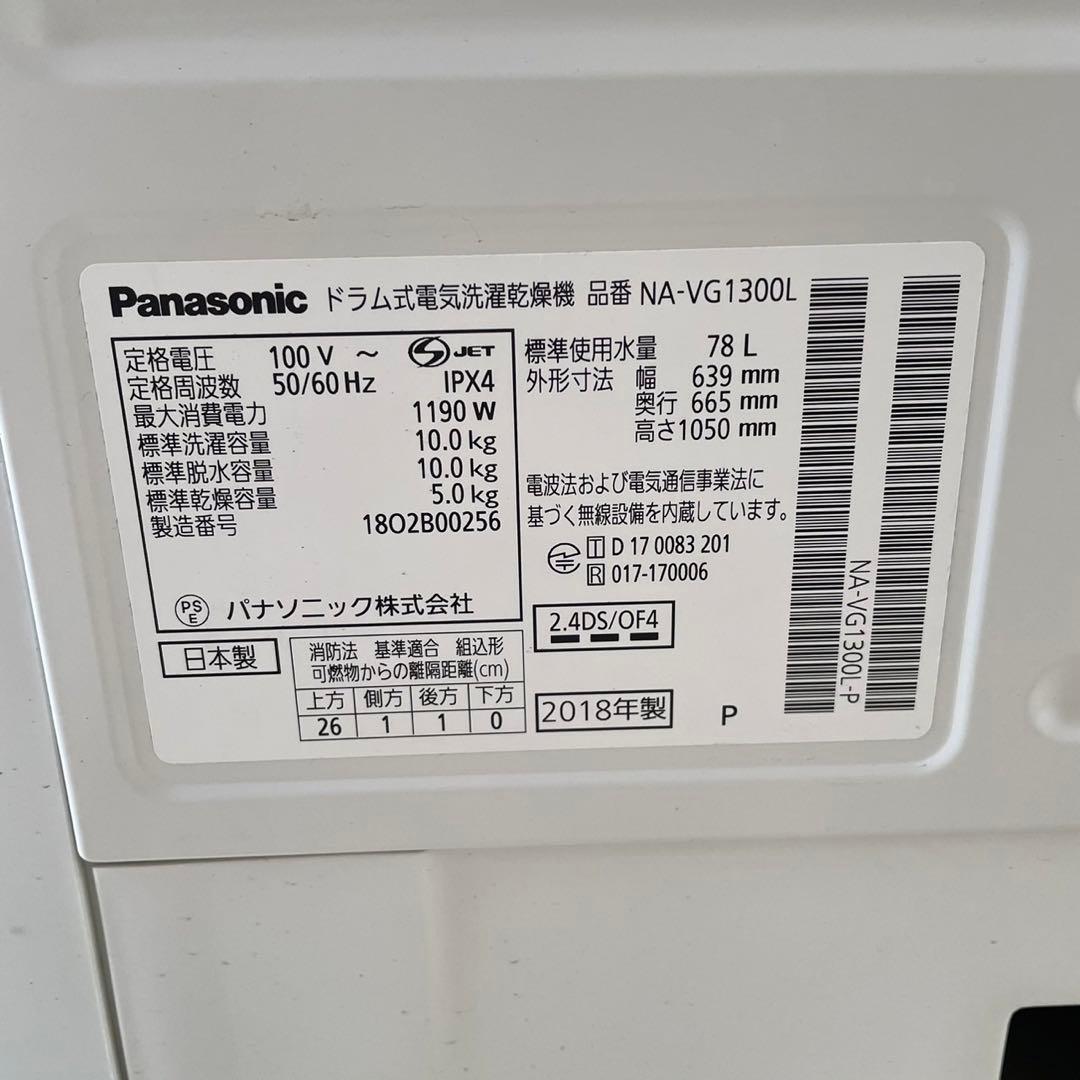 Panasonic ドラム式電気洗濯乾燥機 品番 NA-VG1300L
定格電圧 100 V ～ S JET
定格周波数 50/60 Hz IPX4
最大消費電力 1190 W
標準洗濯容量 10.0 kg
標準脱水容量 10.0 kg
標準乾燥容量 5.0 kg
製造番号 18O2B00256
PS E パナソニック株式会社
標準使用水量 78 L
外形寸法 幅 639 mm
奥行 665 mm
高さ 1050 mm
電波法および電気通信事業法に
基づく無線設備を内蔵しています。
T D 17 0083 201
R 017-170006
2.4DS/OF4
日本製
消防法 基準適合 組込形
可燃物からの離隔距離(cm)
上方 側方 後方 下方
26 1 1 0
2018年製
P
NA-VG1300L-P